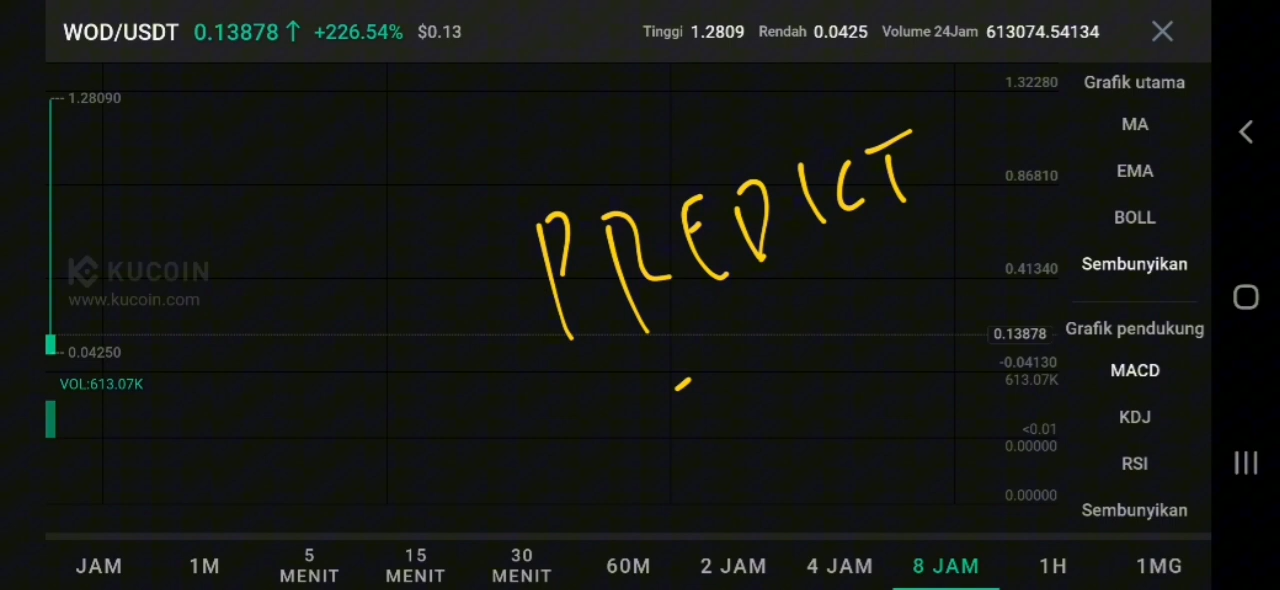 WOD/USDT 0.13878 ↑ +226.54% $0.13 Tinggi 1.2809 Rendah 0.0425 Volume 24Jam 613074.54134
1.28090
1.32280
Grafik utama
MA
0.86810
EMA
BOLL
PREDICT
Sembunyikan
KUCOIN
www.kucoin.com
0.41340
0.13878
Grafik pendukung
0.04250
-0.04130
MACD
VOL:613.07K
613.07K
KDJ
<0.01
0.00000
RSI
0.00000
Sembunyikan
JAM 1M 5 MENIT 15 MENIT 30 MENIT 60M 2 JAM 4 JAM 8 JAM 1H 1MG